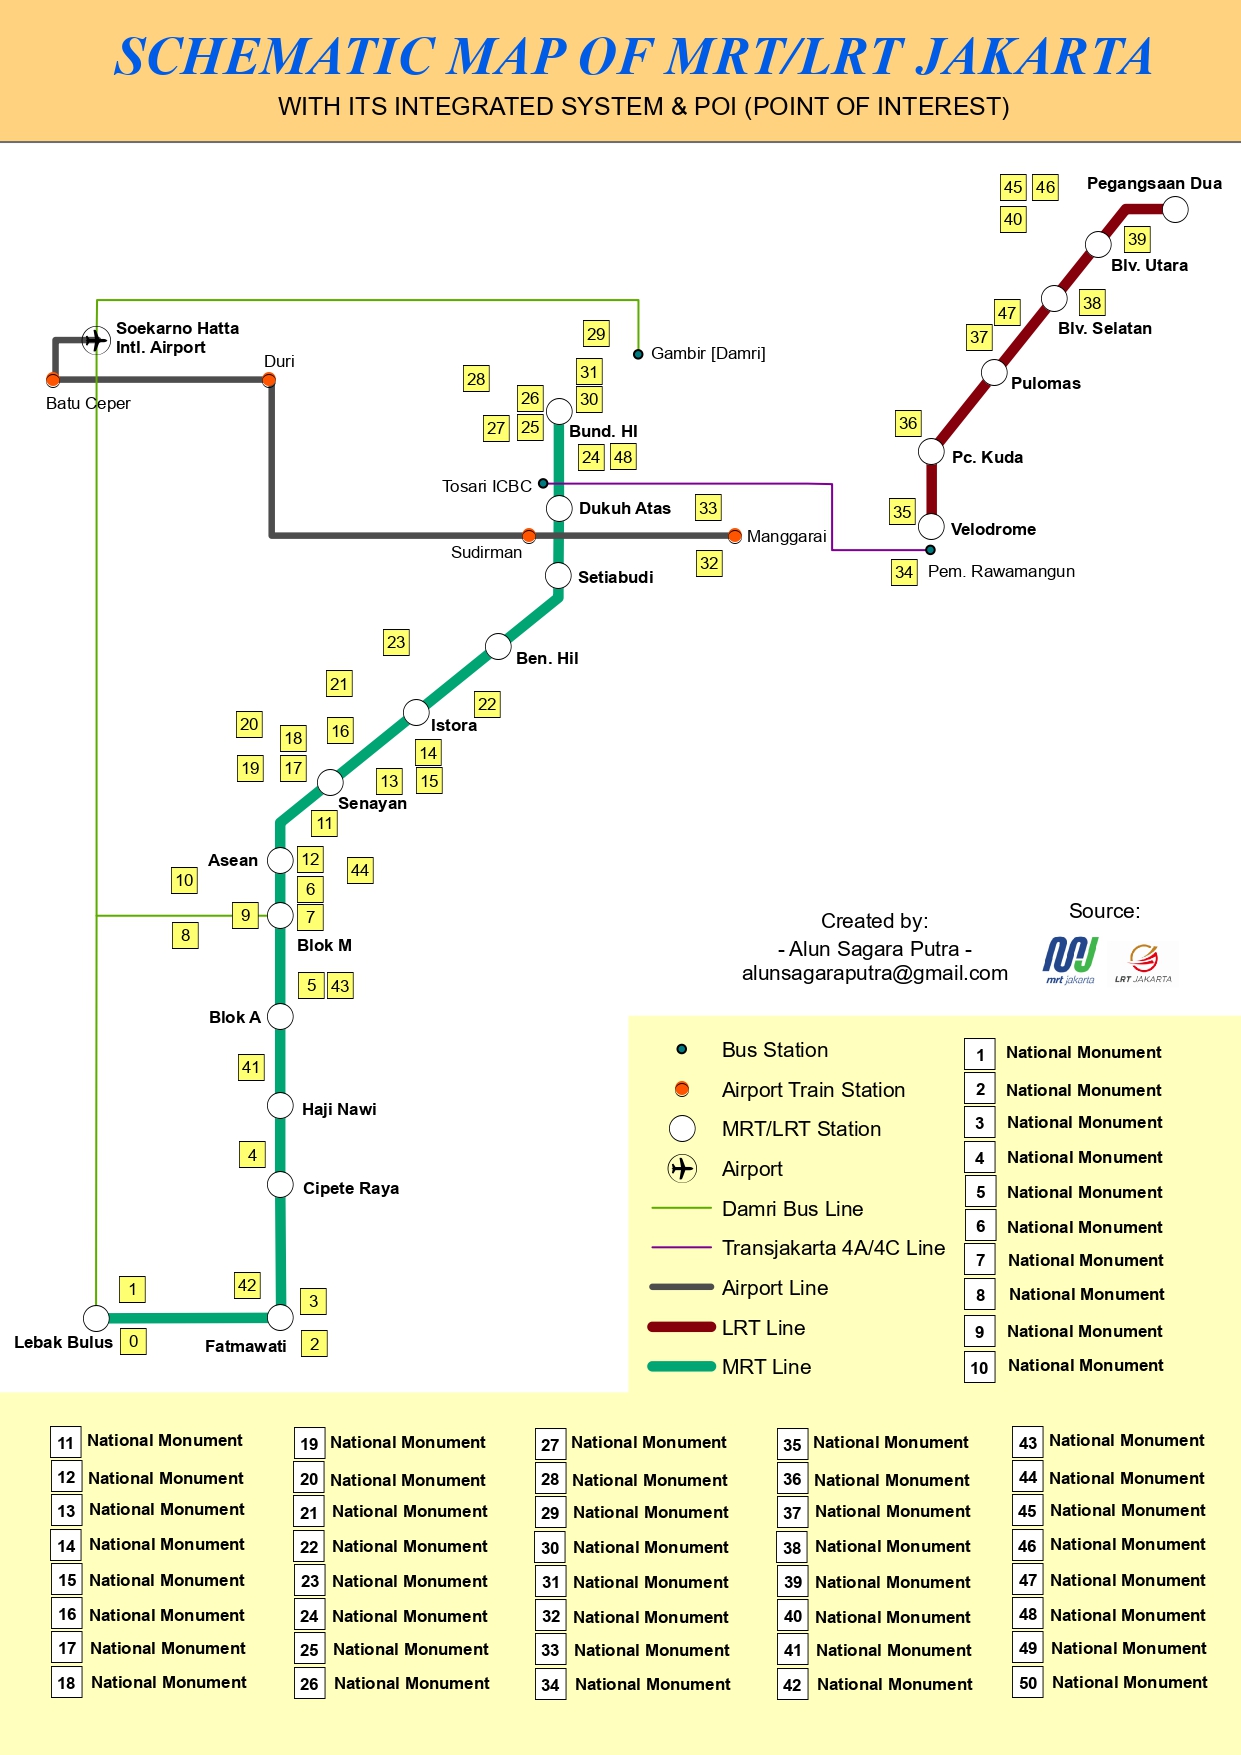 SCHEMATIC MAP OF MRT/LRT JAKARTA
WITH ITS INTEGRATED SYSTEM & POI (POINT OF INTEREST)
45 46
Pegangsaan Dua
40
39
Blv. Utara
38
47
Blv. Selatan
37
Pulomas
36
Pc. Kuda
35
Velodrome
34
Pem. Rawamangun
Soekarno Hatta
Intl. Airport
Duri
Batu Ceper
29
Gambir [Damri]
28
31
26
30
27
25
Bund. HI
24 48
Tosari ICBC
Dukuh Atas
33
Sudirman
Manggarai
32
Setiabudi
23
Ben. Hil
21
22
20
18
16
Istora
14
19
17
13
15
Senayan
11
Asean
12
44
10
6
9
7
8
Blok M
5 43
Blok A
41
Haji Nawi
4
Cipete Raya
1
42
3
Lebak Bulus
0
Fatmawati
2
Created by:
- Alun Sagara Putra -
alunsagaraputra@gmail.com
Source:
mrt jakarta
LRT JAKARTA
Bus Station
Airport Train Station
MRT/LRT Station
Airport
Damri Bus Line
Transjakarta 4A/4C Line
Airport Line
LRT Line
MRT Line
1 National Monument
2 National Monument
3 National Monument
4 National Monument
5 National Monument
6 National Monument
7 National Monument
8 National Monument
9 National Monument
10 National Monument
11 National Monument
12 National Monument
13 National Monument
14 National Monument
15 National Monument
16 National Monument
17 National Monument
18 National Monument
19 National Monument
20 National Monument
21 National Monument
22 National Monument
23 National Monument
24 National Monument
25 National Monument
26 National Monument
27 National Monument
28 National Monument
29 National Monument
30 National Monument
31 National Monument
32 National Monument
33 National Monument
34 National Monument
35 National Monument
36 National Monument
37 National Monument
38 National Monument
39 National Monument
40 National Monument
41 National Monument
42 National Monument
43 National Monument
44 National Monument
45 National Monument
46 National Monument
47 National Monument
48 National Monument
49 National Monument
50 National Monument